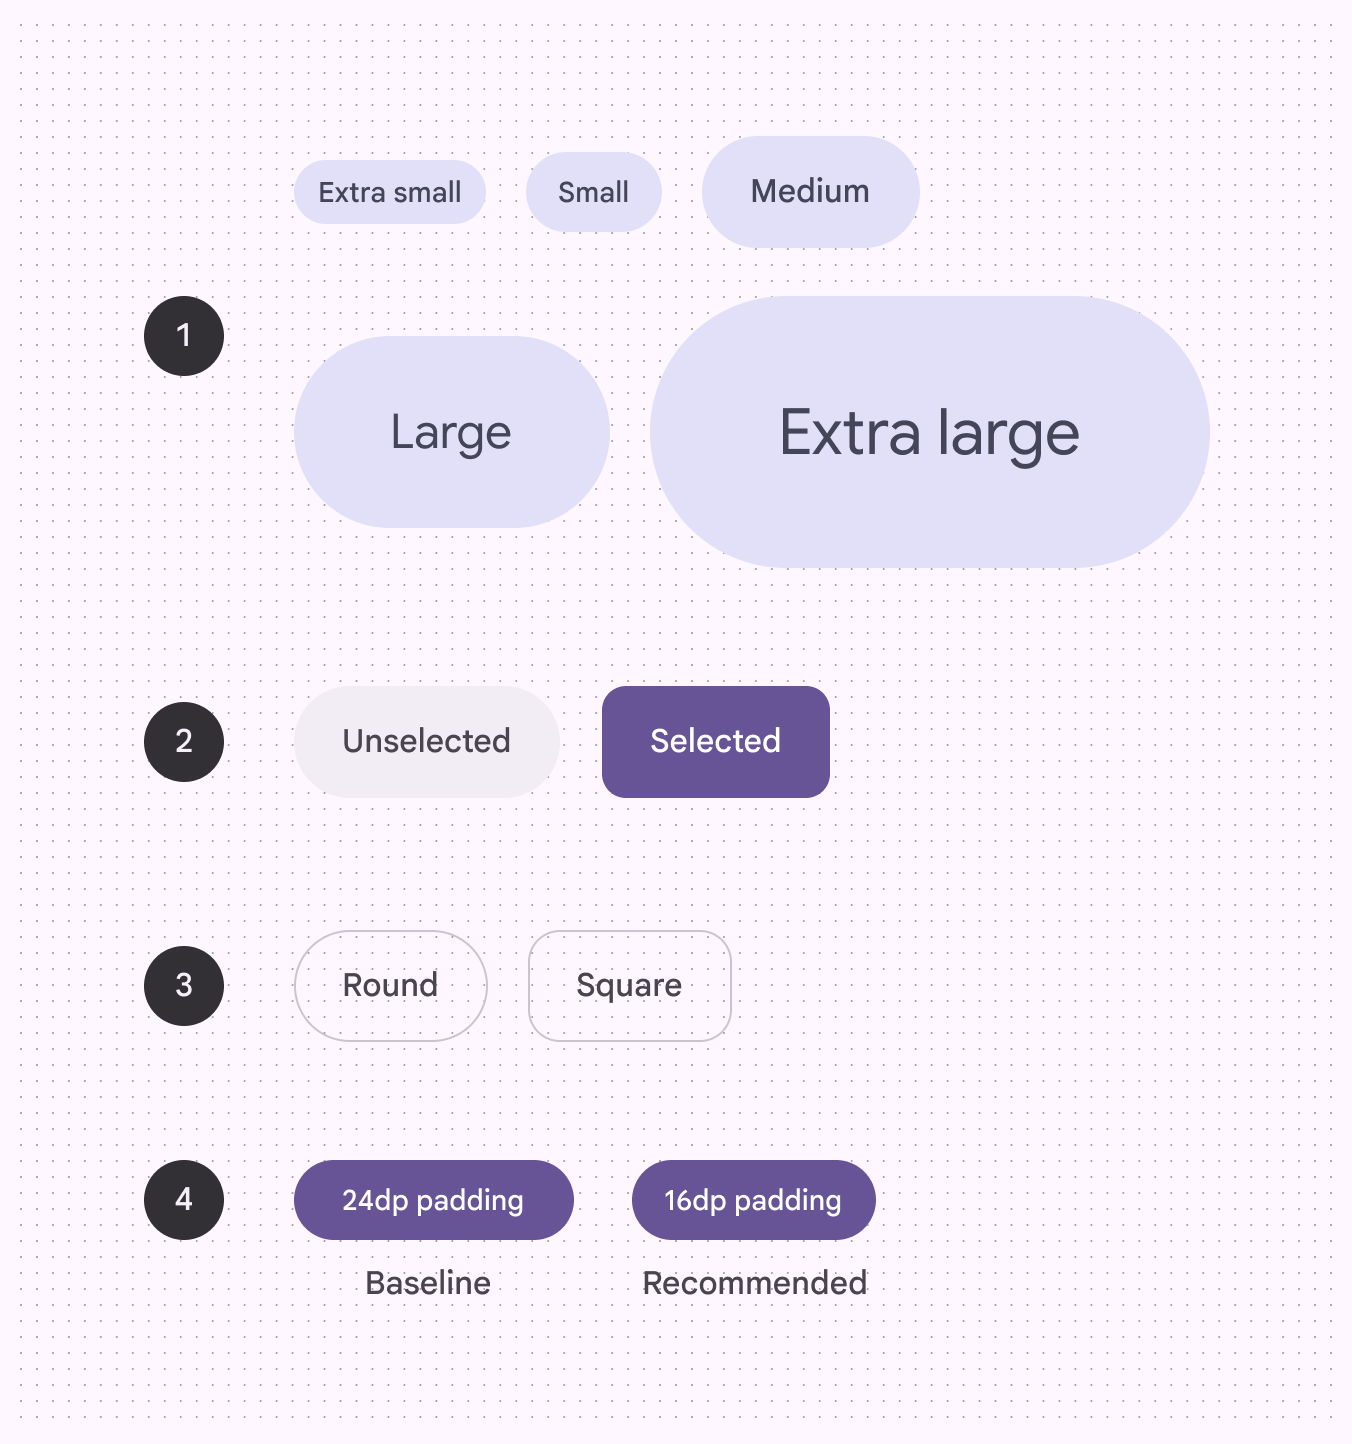 Extra small
Small
Medium
1
Large
Extra large
2
Unselected
Selected
3
Round
Square
4
24dp padding
16dp padding
Baseline
Recommended